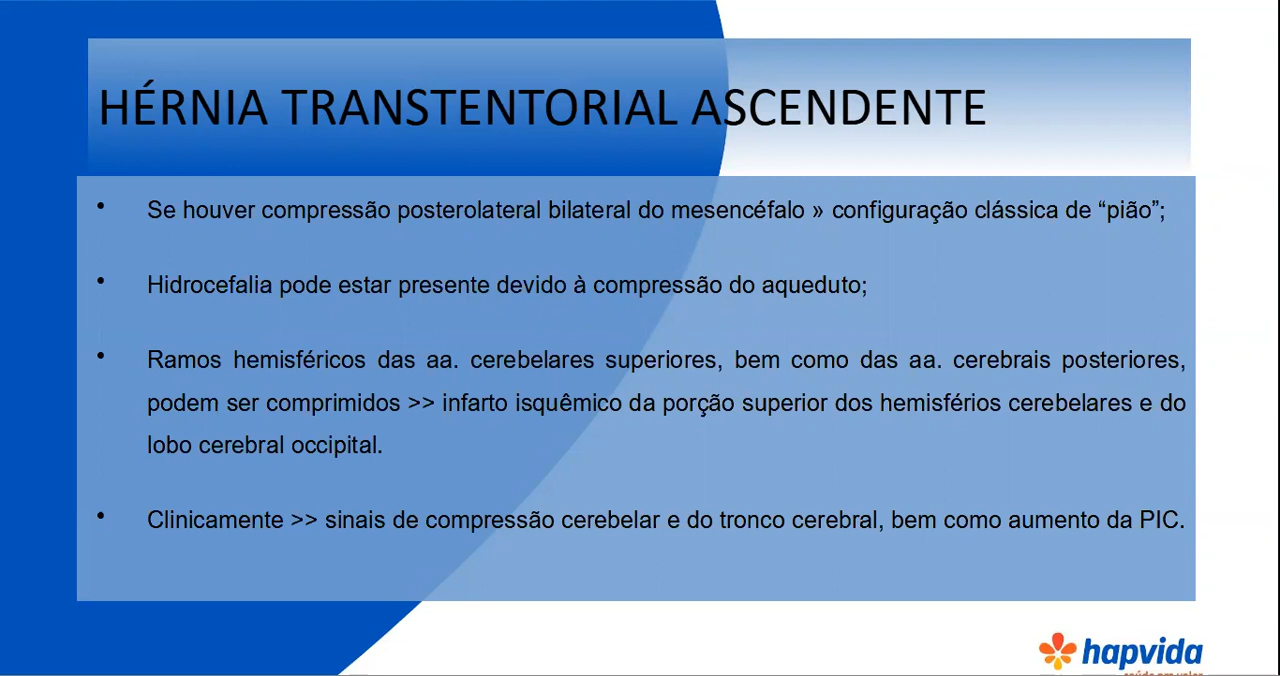 HÉRNIA TRANSTENTORIAL ASCENDENTE
• Se houver compressão posterolateral bilateral do mesencéfalo » configuração clássica de “pião”;
• Hidrocefalia pode estar presente devido à compressão do aqueduto;
• Ramos hemisféricos das aa. cerebelares superiores, bem como das aa. cerebrais posteriores,
podem ser comprimidos >> infarto isquêmico da porção superior dos hemisférios cerebelares e do
lobo cerebral occipital.
• Clinicamente >> sinais de compressão cerebelar e do tronco cerebral, bem como aumento da PIC.
hapvida